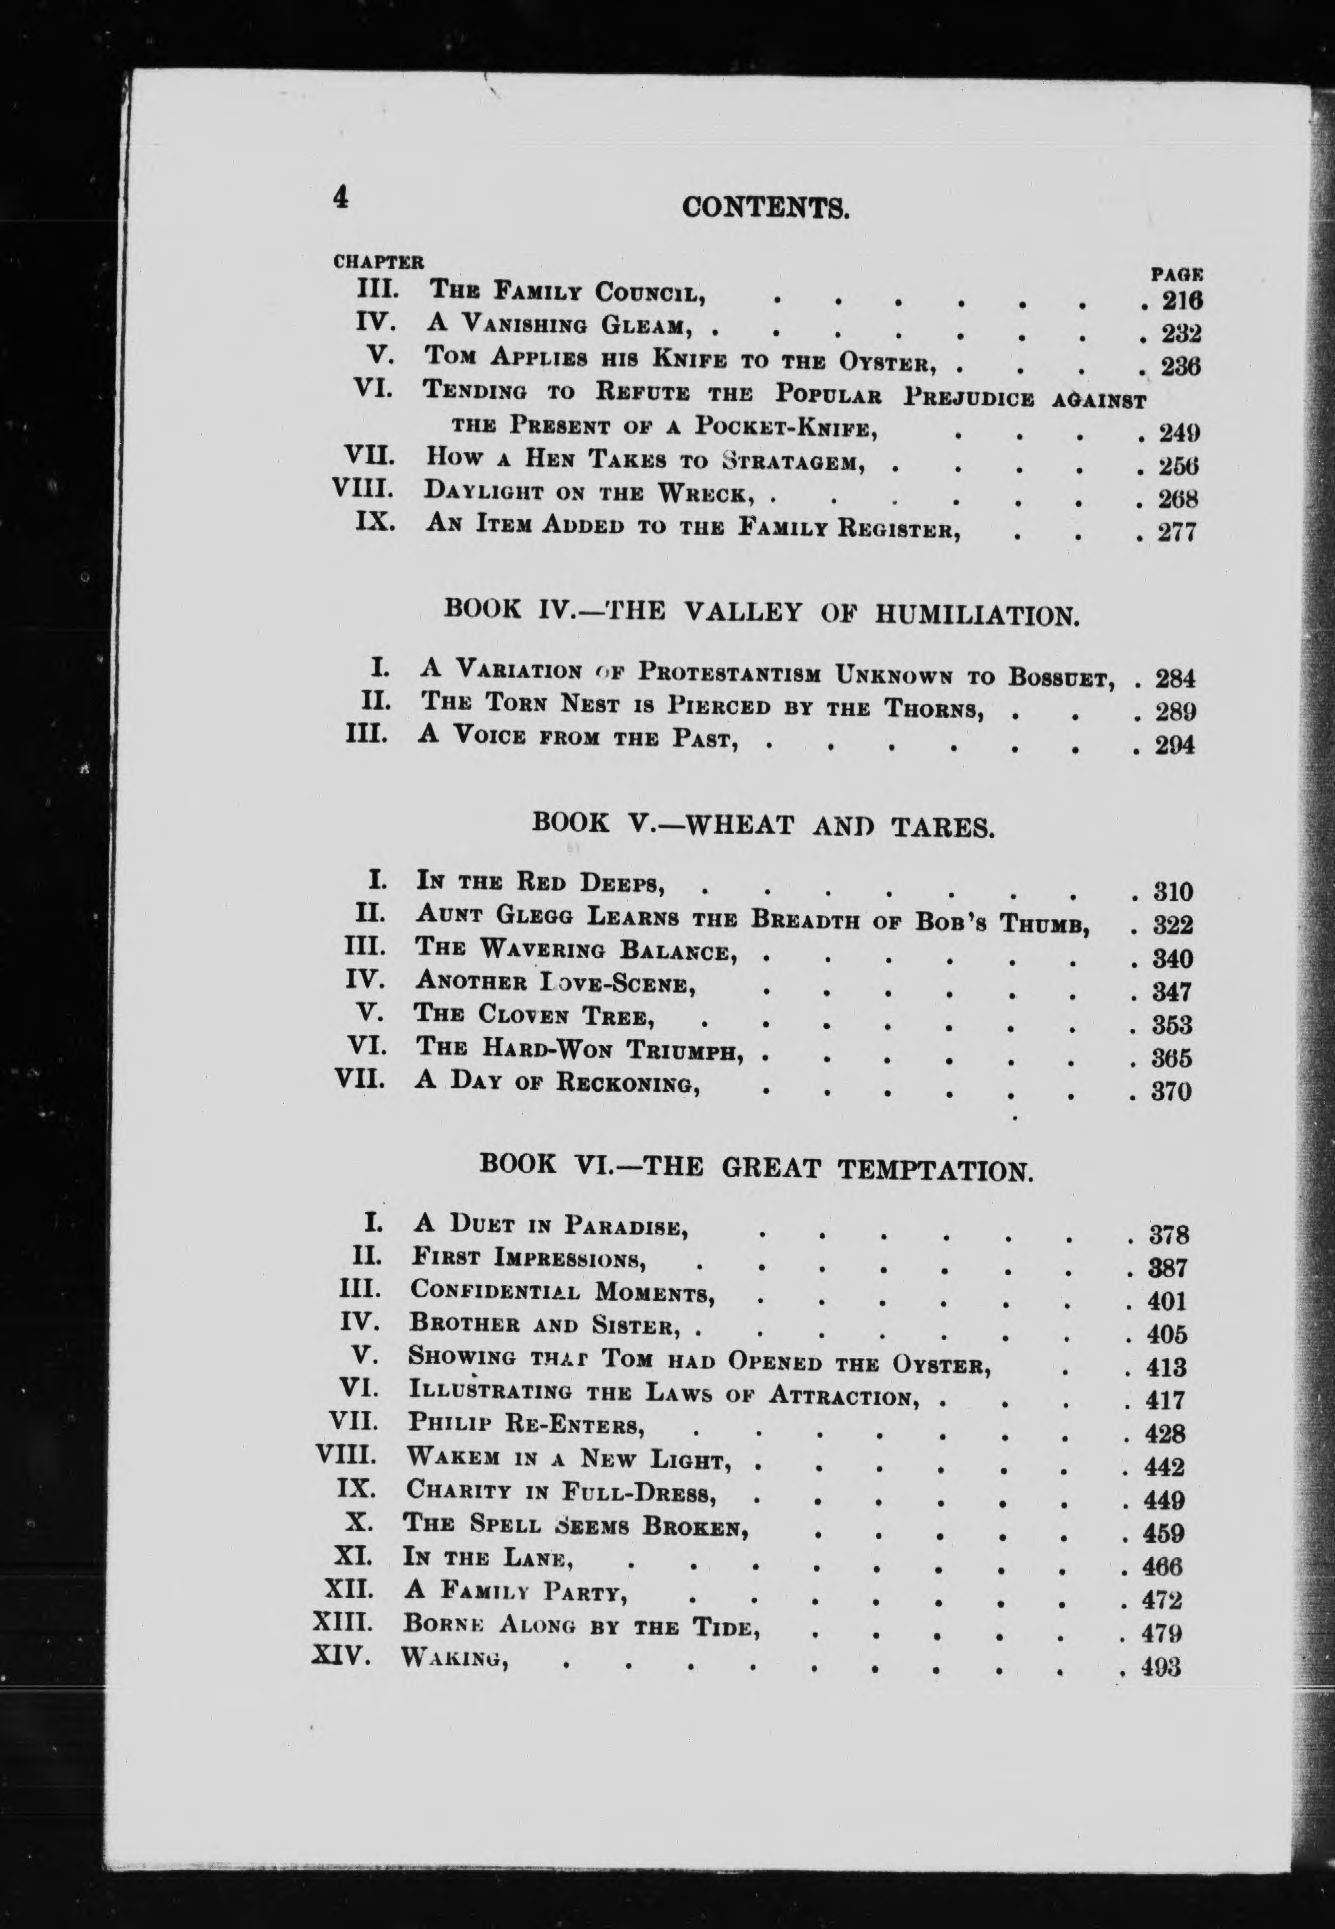 4
CONTENTS.
CHAPTER PAGE
III. THE FAMILY COUNCIL, . . . . . . . 216
IV. A VANISHING GLEAM, . . . . . . . . 232
V. TOM APPLIES HIS KNIFE TO THE OYSTER, . . . . 236
VI. TENDING TO REFUTE THE POPULAR PREJUDICE AGAINST
THE PRESENT OF A POCKET-KNIFE, . . . . 249
VII. HOW A HEN TAKES TO STRATAGEM, . . . . . 256
VIII. DAYLIGHT ON THE WRECK, . . . . . . . 268
IX. AN ITEM ADDED TO THE FAMILY REGISTER, . . . 277
BOOK IV.—THE VALLEY OF HUMILIATION.
I. A VARIATION OF PROTESTANTISM UNKNOWN TO BOSSUET, . 284
II. THE TORN NEST IS PIERCED BY THE THORNS, . . . 289
III. A VOICE FROM THE PAST, . . . . . . . 294
BOOK V.—WHEAT AND TARES.
I. IN THE RED DEEPS, . . . . . . . . 310
II. AUNT GLEGG LEARNS THE BREADTH OF BOB'S THUMB, . 322
III. THE WAVERING BALANCE, . . . . . . . 340
IV. ANOTHER LOVE-SCENE, . . . . . . . 347
V. THE CLOVEN TREE, . . . . . . . . 353
VI. THE HARD-WON TRIUMPH, . . . . . . . 365
VII. A DAY OF RECKONING, . . . . . . . 370
BOOK VI.—THE GREAT TEMPTATION.
I. A DUET IN PARADISE, . . . . . . . 378
II. FIRST IMPRESSIONS, . . . . . . . . 387
III. CONFIDENTIAL MOMENTS, . . . . . . . 401
IV. BROTHER AND SISTER, . . . . . . . . 405
V. SHOWING THAT TOM HAD OPENED THE OYSTER, . . 413
VI. ILLUSTRATING THE LAWS OF ATTRACTION, . . . . 417
VII. PHILIP RE-ENTERS, . . . . . . . . 428
VIII. WAKEM IN A NEW LIGHT, . . . . . . . 442
IX. CHARITY IN FULL-DRESS, . . . . . . . 449
X. THE SPELL SEEMS BROKEN, . . . . . . 459
XI. IN THE LANE, . . . . . . . . . 466
XII. A FAMILY PARTY, . . . . . . . . 472
XIII. BORNE ALONG BY THE TIDE, . . . . . . 479
XIV. WAKING, . . . . . . . . . . 493